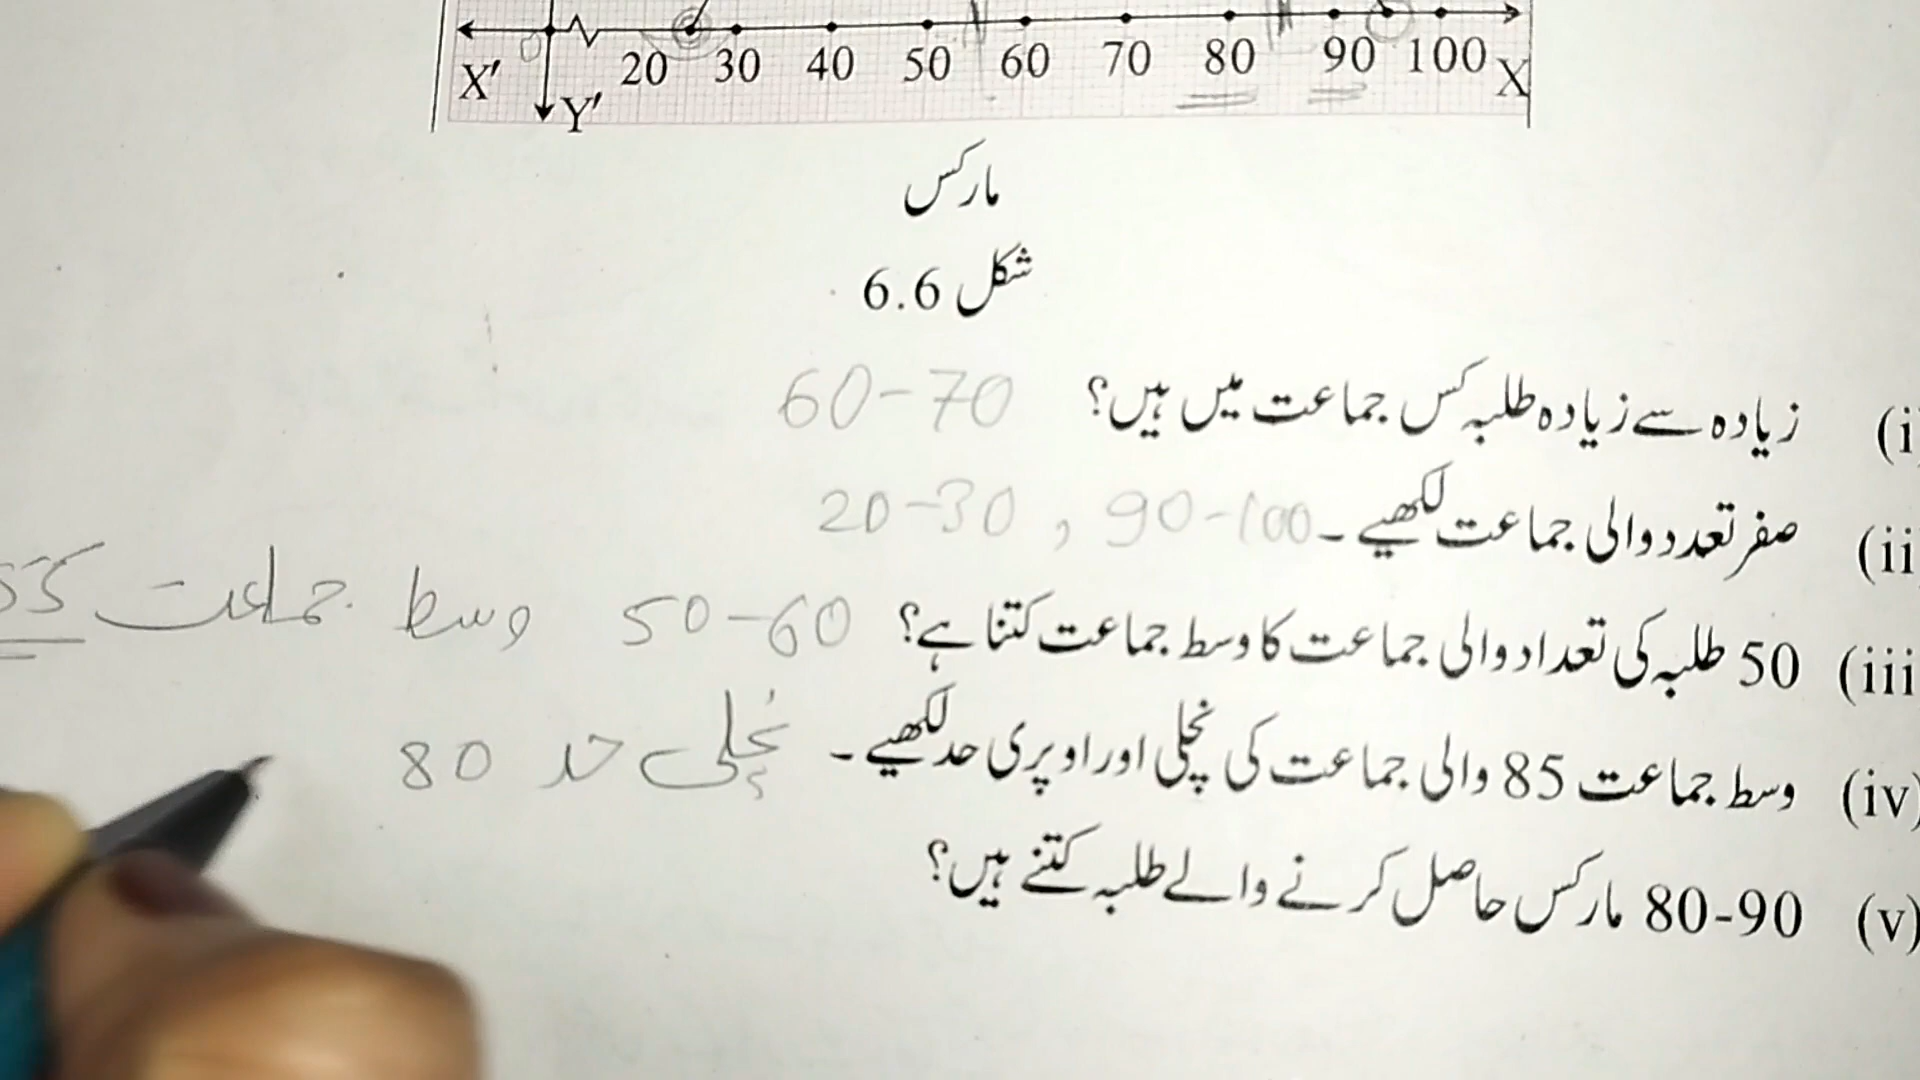 X' 20 30 40 50 60 70 80 90 100 X
Y'
مارکس
شکل 6.6
(i) زیادہ سے زیادہ طلبہ کس جماعت میں ہیں؟ 60-70
(ii) صفر تعدد والی جماعت لکھیے ۔ 90-100 , 20-30
(iii) 50 طلبہ کی تعداد والی جماعت کا وسط جماعت کتنا ہے؟ 50-60 وسط جماعت 55
(iv) وسط جماعت 85 والی جماعت کی نچلی اور اوپری حد لکھیے ۔ نچلی حد 80
(v) 80-90 مارکس حاصل کرنے والے طلبہ کتنے ہیں؟